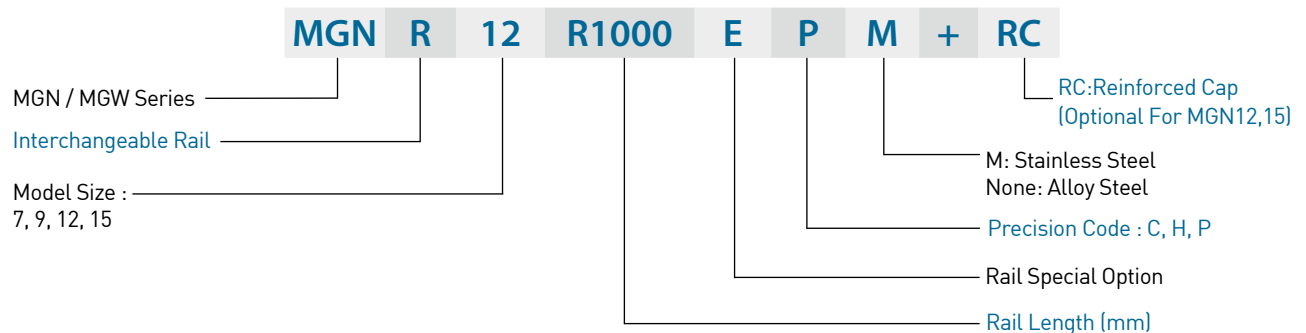 MGN R 12 R1000 E P M + RC
MGN / MGW Series
Interchangeable Rail
Model Size :
7, 9, 12, 15
RC:Reinforced Cap
(Optional For MGN12,15)
M: Stainless Steel
None: Alloy Steel
Precision Code : C, H, P
Rail Special Option
Rail Length (mm)